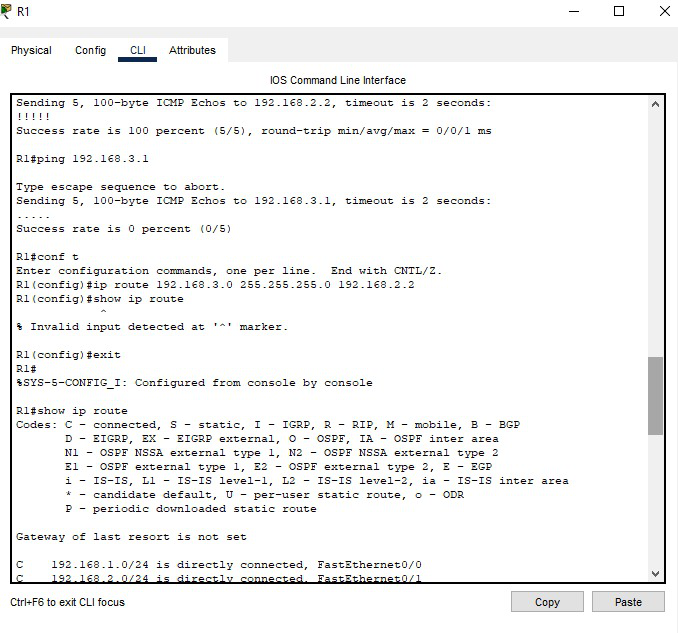 R1
Physical Config CLI Attributes
IOS Command Line Interface
Sending 5, 100-byte ICMP Echos to 192.168.2.2, timeout is 2 seconds:
!!!!!
Success rate is 100 percent (5/5), round-trip min/avg/max = 0/0/1 ms
R1#ping 192.168.3.1
Type escape sequence to abort.
Sending 5, 100-byte ICMP Echos to 192.168.3.1, timeout is 2 seconds:
.....
Success rate is 0 percent (0/5)
R1#conf t
Enter configuration commands, one per line.  End with CNTL/Z.
R1(config)#ip route 192.168.3.0 255.255.255.0 192.168.2.2
R1(config)#show ip route
^
% Invalid input detected at '^' marker.
R1(config)#exit
R1#
%SYS-5-CONFIG_I: Configured from console by console
R1#show ip route
Codes: C - connected, S - static, I - IGRP, R - RIP, M - mobile, B - BGP
D - EIGRP, EX - EIGRP external, O - OSPF, IA - OSPF inter area
N1 - OSPF NSSA external type 1, N2 - OSPF NSSA external type 2
E1 - OSPF external type 1, E2 - OSPF external type 2, E - EGP
i - IS-IS, L1 - IS-IS level-1, L2 - IS-IS level-2, ia - IS-IS inter area
* - candidate default, U - per-user static route, o - ODR
P - periodic downloaded static route
Gateway of last resort is not set
C    192.168.1.0/24 is directly connected, FastEthernet0/0
C    192.168.2.0/24 is directly connected, FastEthernet0/1
Ctrl+F6 to exit CLI focus
Copy Paste